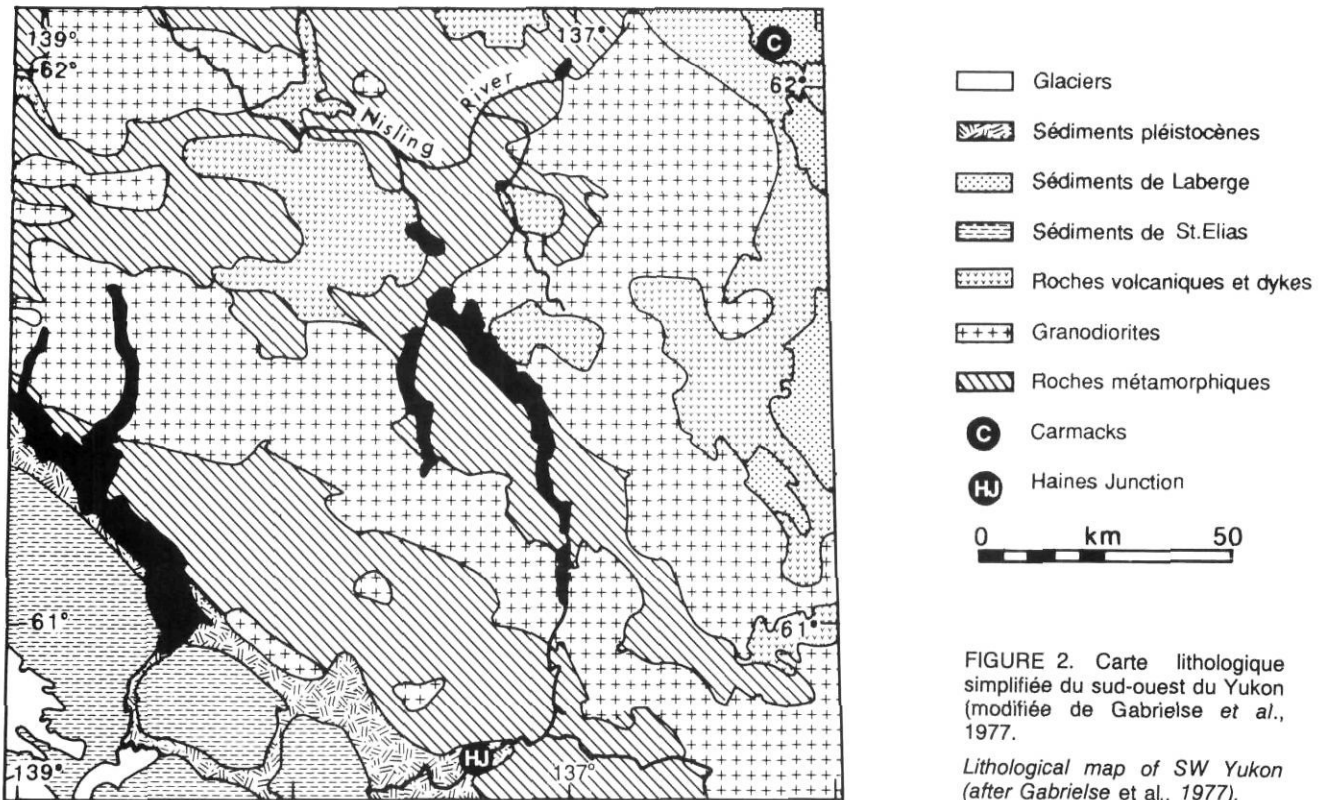 139°
62°
137°
C
62°
River
Nisling
61°
61°
139°
HJ
137°
Glaciers
Sédiments pléistocènes
Sédiments de Laberge
Sédiments de St.Elias
Roches volcaniques et dykes
Granodiorites
Roches métamorphiques
C Carmacks
HJ Haines Junction
0 km 50
FIGURE 2. Carte lithologique
simplifiée du sud-ouest du Yukon
(modifiée de Gabrielse et al.,
1977.
Lithological map of SW Yukon
(after Gabrielse et al., 1977).